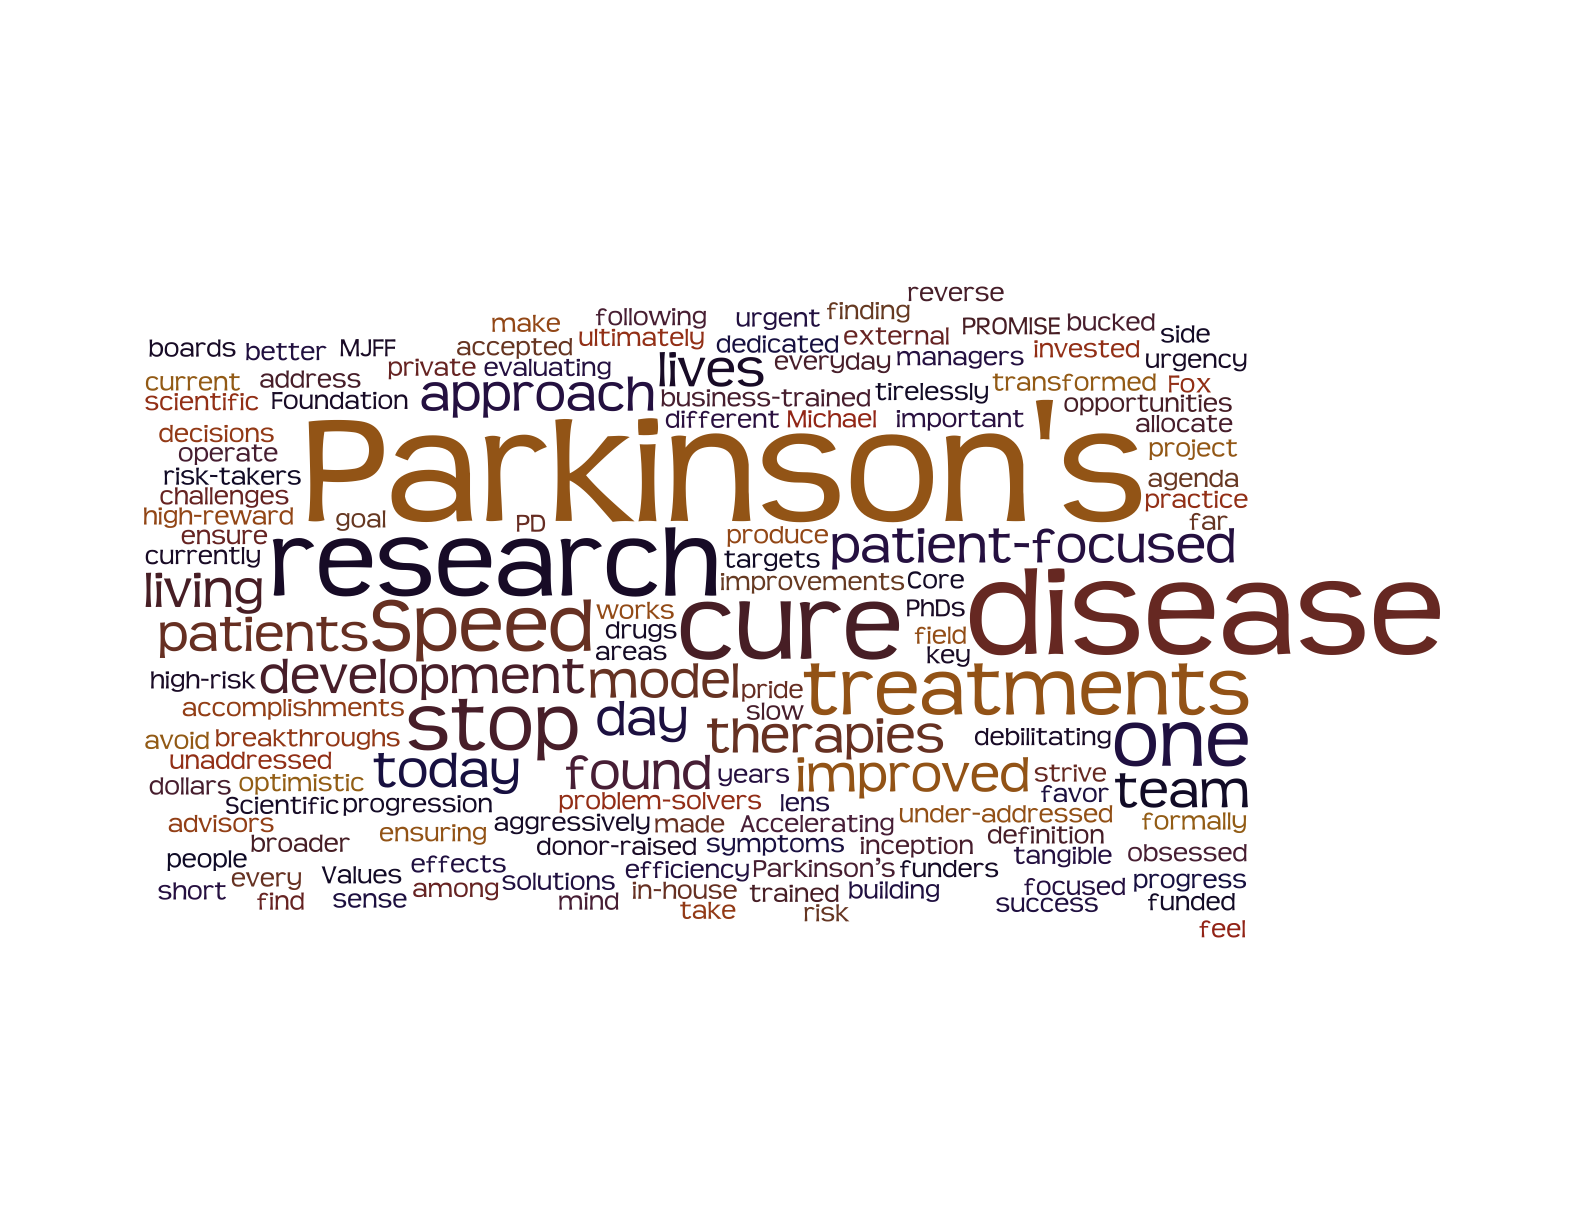 reverse
make following urgent finding
boards better MJFF accepted ultimately dedicated external PROMISE bucked side
private evaluating lives everyday managers invested urgency
current address approach business-trained tirelessly transformed Fox
scientific Foundation different Michael important opportunities
decisions Parkinson's allocate
operate project
risk-takers agenda
challenges practice
high-reward goal PD far
ensure research produce patient-focused
currently targets
living improvements Core disease
patients Speed works cure PhDs
drugs field
areas key
high-risk development model pride treatments
accomplishments stop day slow
avoid breakthroughs therapies debilitating one
unaddressed today found years improved strive
dollars optimistic favor team
Scientific progression problem-solvers lens under-addressed
advisors ensuring aggressively made Accelerating definition formally
broader donor-raised symptoms inception tangible obsessed
people Values effects efficiency Parkinson’s funders
short every among solutions in-house trained building focused progress
find sense mind take risk success funded
feel